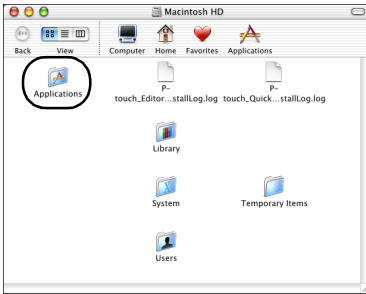 Macintosh HD
Back View Computer Home Favorites Applications
Applications
P-
touch_Editor...stallLog.log
P-
touch_Quick...stallLog.log
Library
System
Temporary Items
Users